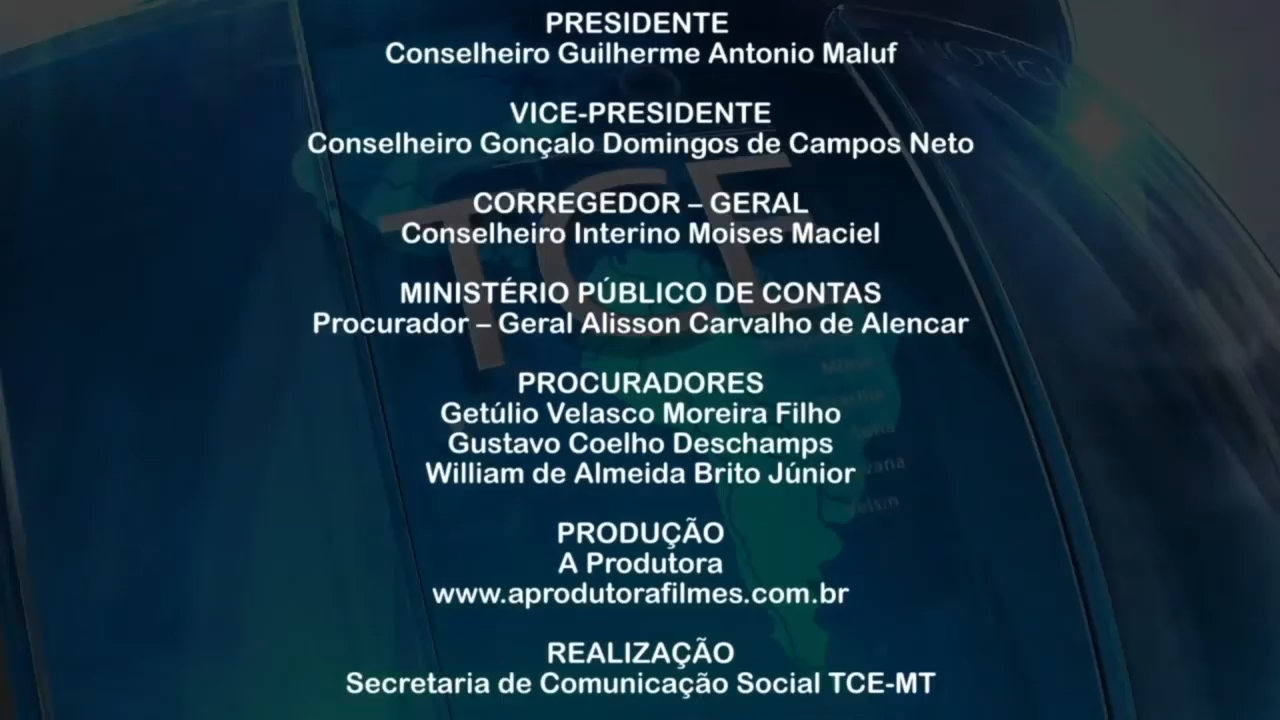 PRESIDENTE
Conselheiro Guilherme Antonio Maluf
VICE-PRESIDENTE
Conselheiro Gonçalo Domingos de Campos Neto
CORREGEDOR – GERAL
Conselheiro Interino Moises Maciel
MINISTÉRIO PÚBLICO DE CONTAS
Procurador – Geral Alisson Carvalho de Alencar
PROCURADORES
Getúlio Velasco Moreira Filho
Gustavo Coelho Deschamps
William de Almeida Brito Júnior
PRODUÇÃO
A Produtora
www.aprodutorafilmes.com.br
REALIZAÇÃO
Secretaria de Comunicação Social TCE-MT
TCE